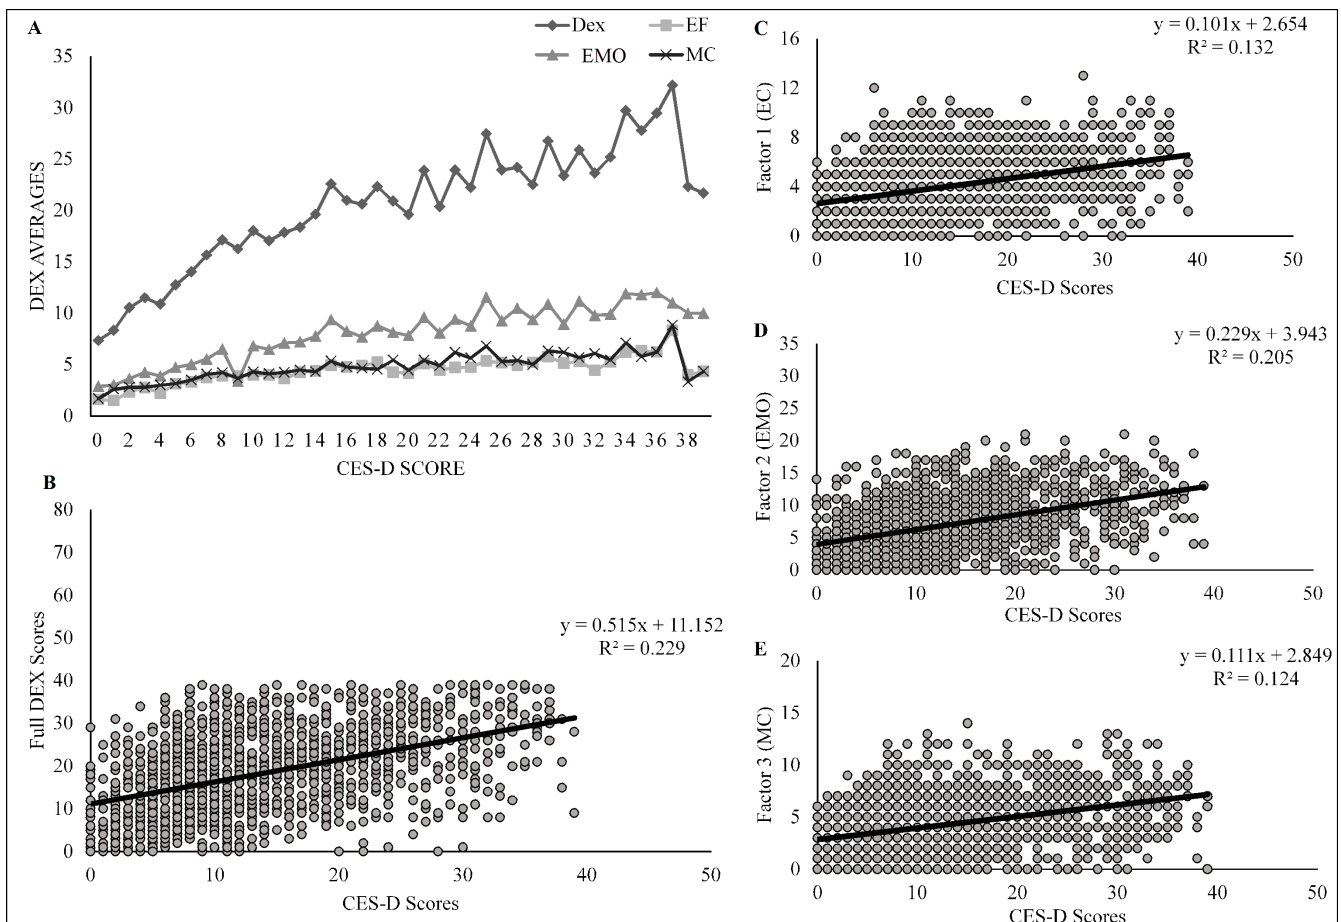 A
Dex
EF
EMO
MC
35
30
25
20
15
10
5
0
DEX AVERAGES
0 2 4 6 8 10 12 14 16 18 20 22 24 26 28 30 32 34 36 38
CES-D SCORE
B
80
70
60
50
40
30
20
10
0
Full DEX Scores
y = 0.515x + 11.152
R² = 0.229
0 10 20 30 40 50
CES-D Scores
C
y = 0.101x + 2.654
R² = 0.132
16
12
8
4
0
Factor 1 (EC)
0 10 20 30 40 50
CES-D Scores
D
y = 0.229x + 3.943
R² = 0.205
35
30
25
20
15
10
5
0
Factor 2 (EMO)
0 10 20 30 40 50
CES-D Scores
E
y = 0.111x + 2.849
R² = 0.124
20
15
10
5
0
Factor 3 (MC)
0 10 20 30 40 50
CES-D Scores